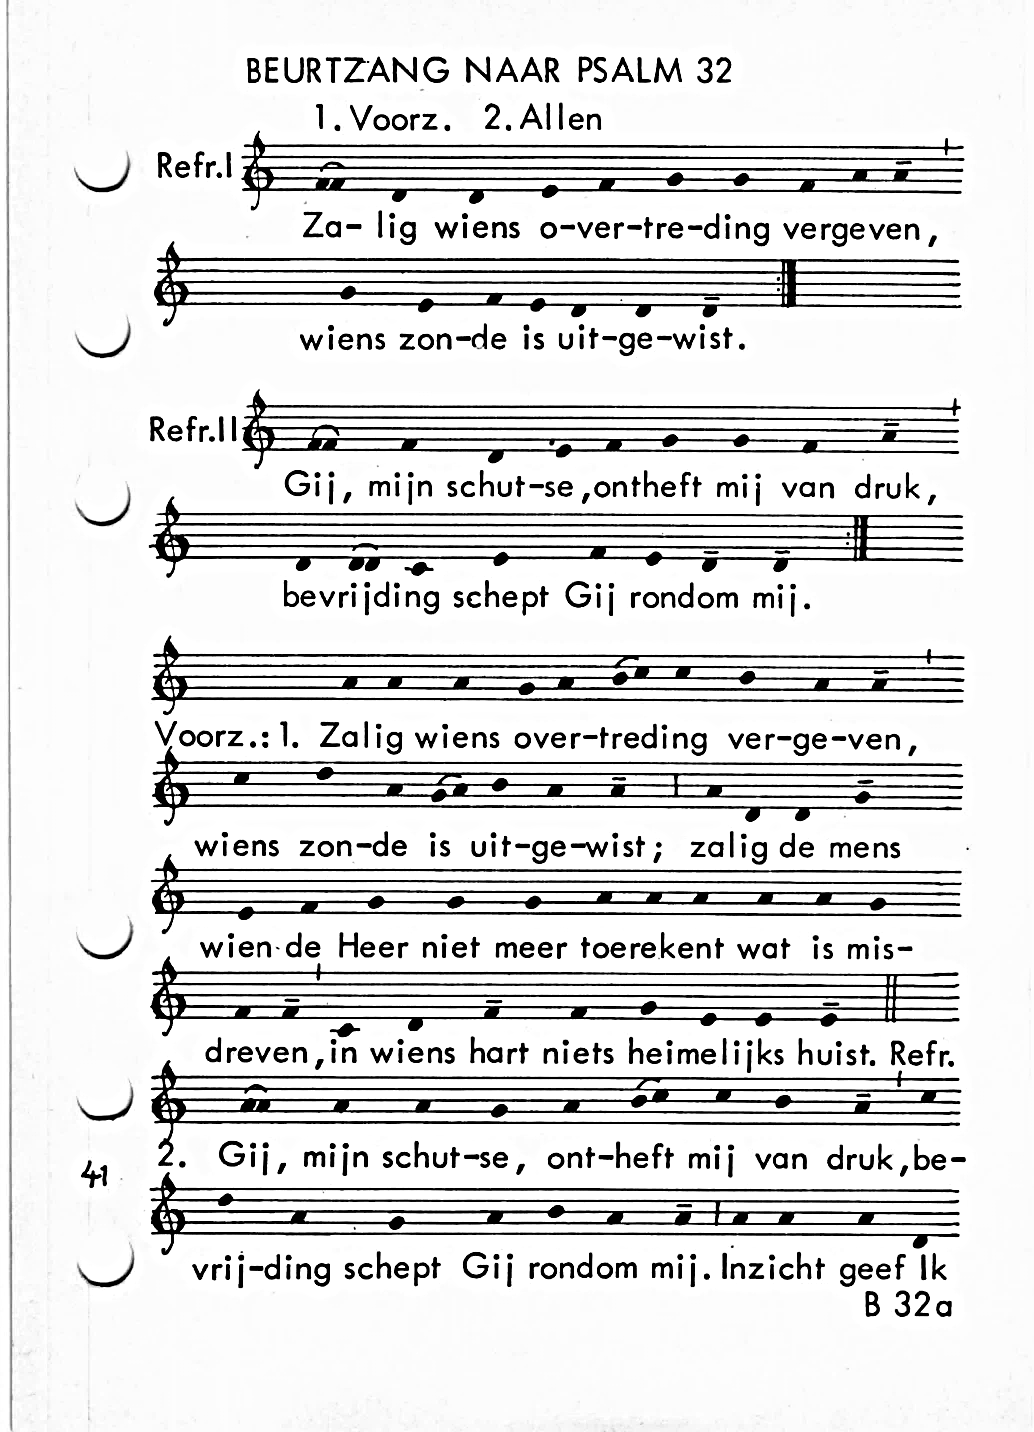 BEURTZANG NAAR PSALM 32
1. Voorz. 2. Allen
Refr.I
Za- lig wiens o-ver-tre-ding vergeven,
wiens zon-de is uit-ge-wist.
Refr.II
Gij, mijn schut-se,ontheft mij van druk,
bevrijding schept Gij rondom mij.
Voorz.: 1. Zalig wiens over-treding ver-ge-ven,
wiens zon-de is uit-ge-wist; zalig de mens
wien de Heer niet meer toerekent wat is mis-
dreven,in wiens hart niets heimelijks huist. Refr.
2. Gij, mijn schut-se, ont-heft mij van druk,be-
41
vrij-ding schept Gij rondom mij. Inzicht geef Ik
B 32a